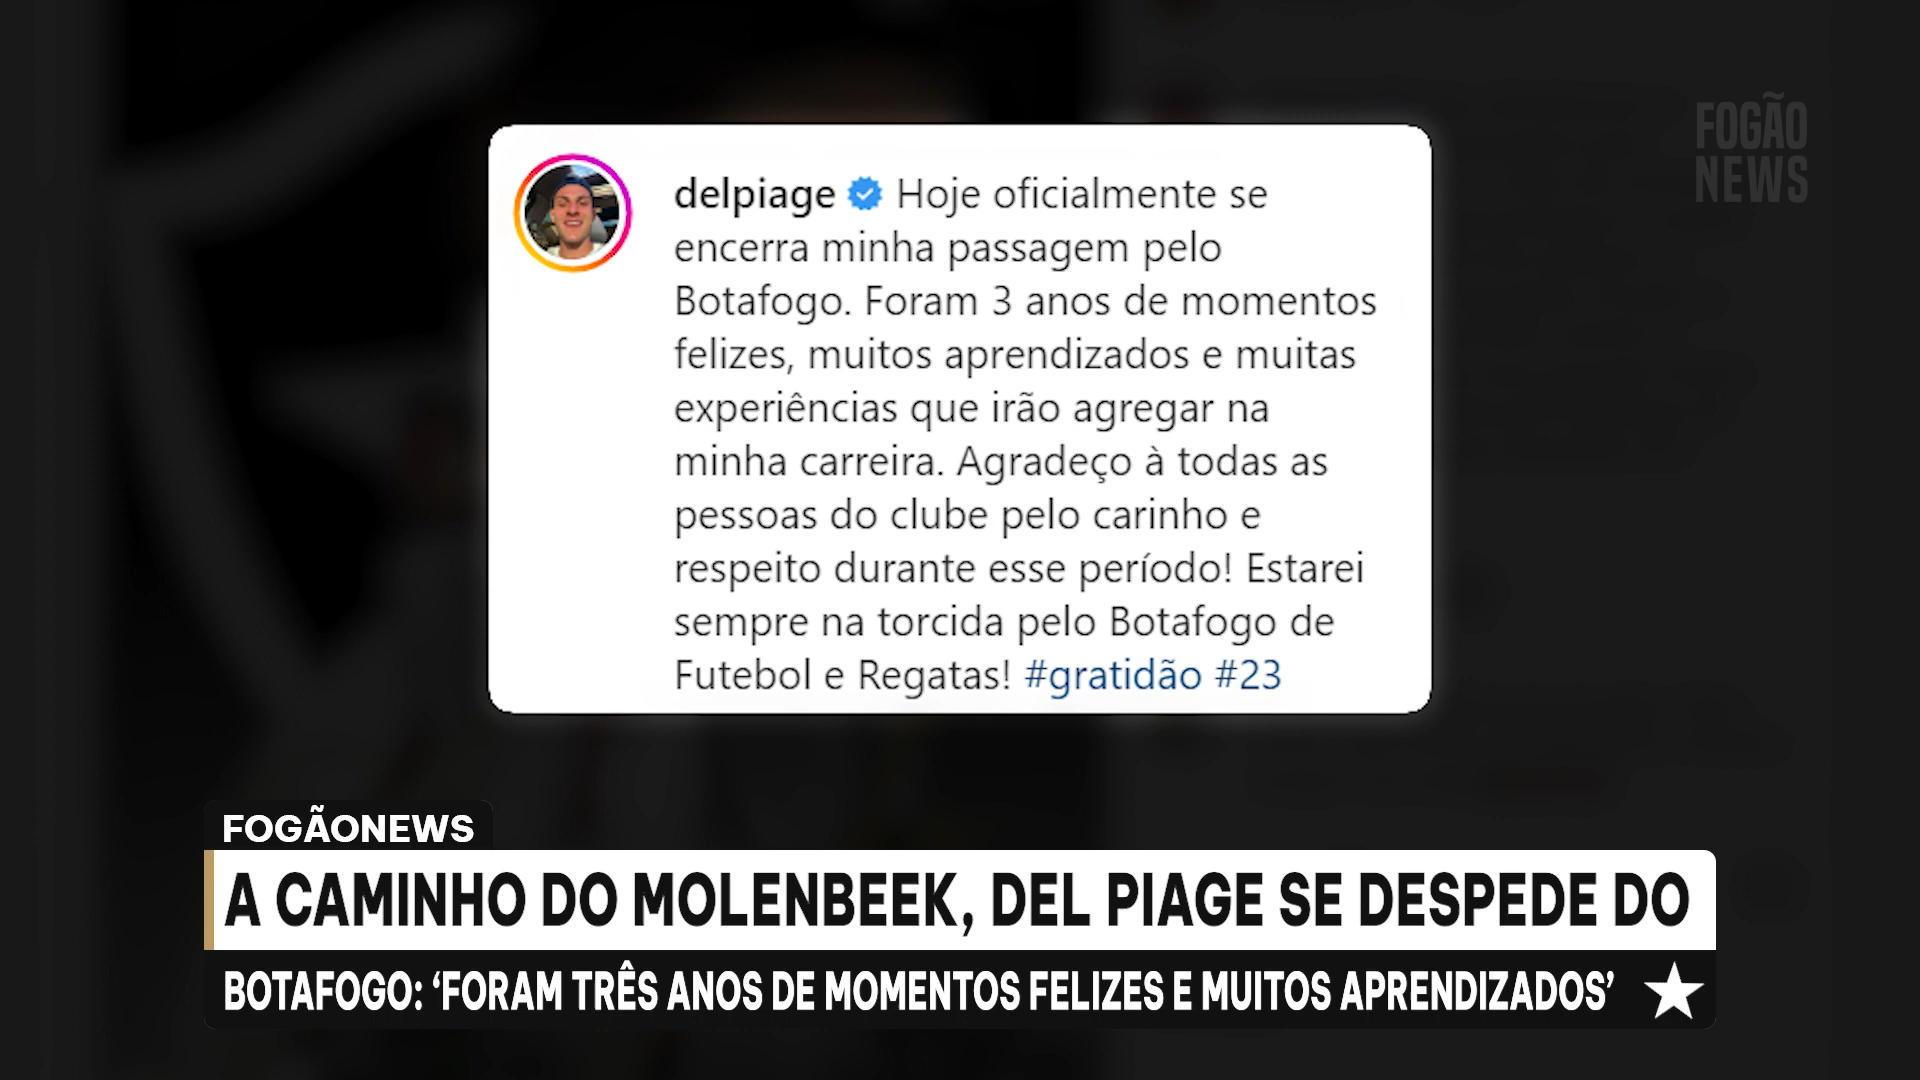 FOGÃO
NEWS
delpiage Hoje oficialmente se
encerra minha passagem pelo
Botafogo. Foram 3 anos de momentos
felizes, muitos aprendizados e muitas
experiências que irão agregar na
minha carreira. Agradeço à todas as
pessoas do clube pelo carinho e
respeito durante esse período! Estarei
sempre na torcida pelo Botafogo de
Futebol e Regatas! #gratidão #23
FOGÃONEWS
A CAMINHO DO MOLENBEEK, DEL PIAGE SE DESPEDE DO
BOTAFOGO: ‘FORAM TRÊS ANOS DE MOMENTOS FELIZES E MUITOS APRENDIZADOS’